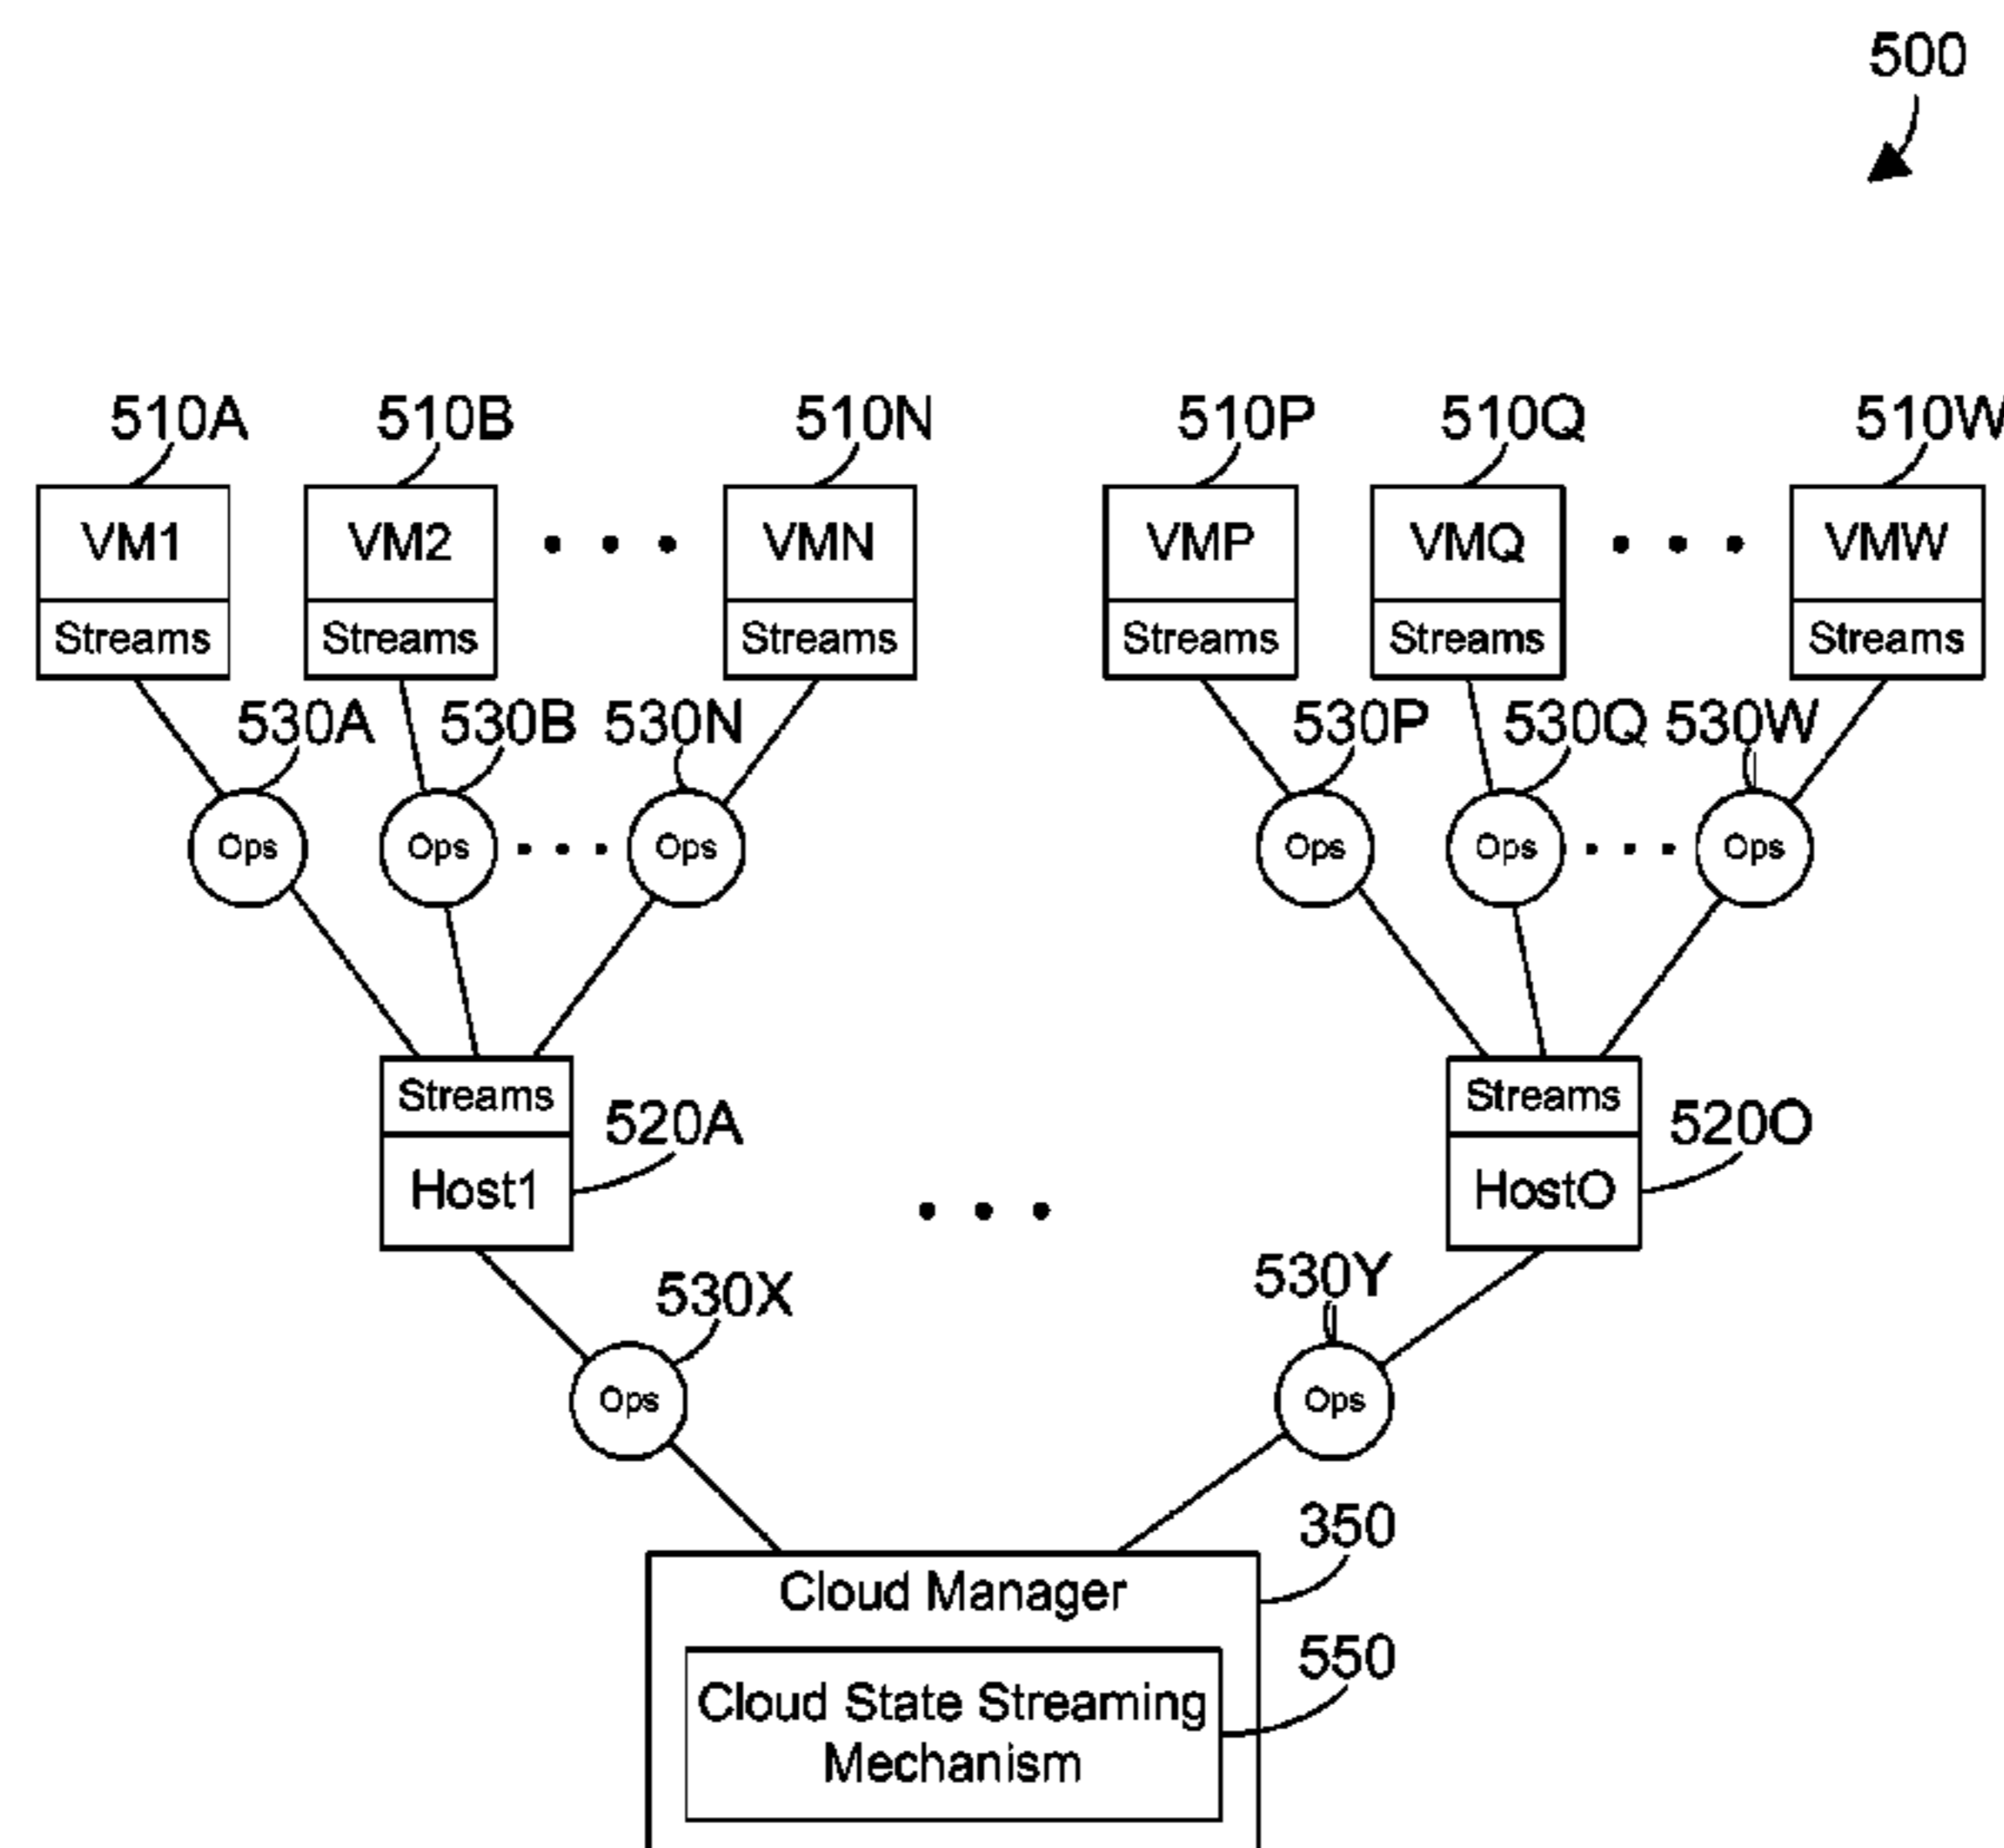 500
510A 510B 510N 510P 510Q 510W
VM1 VM2 VMN VMP VMQ VMW
Streams Streams Streams Streams Streams Streams
530A 530B 530N 530P 530Q 530W
Ops Ops Ops Ops Ops Ops
Streams Streams
520A 520O
Host1 HostO
530X 530Y
Ops Ops
350
Cloud Manager
550
Cloud State Streaming
Mechanism